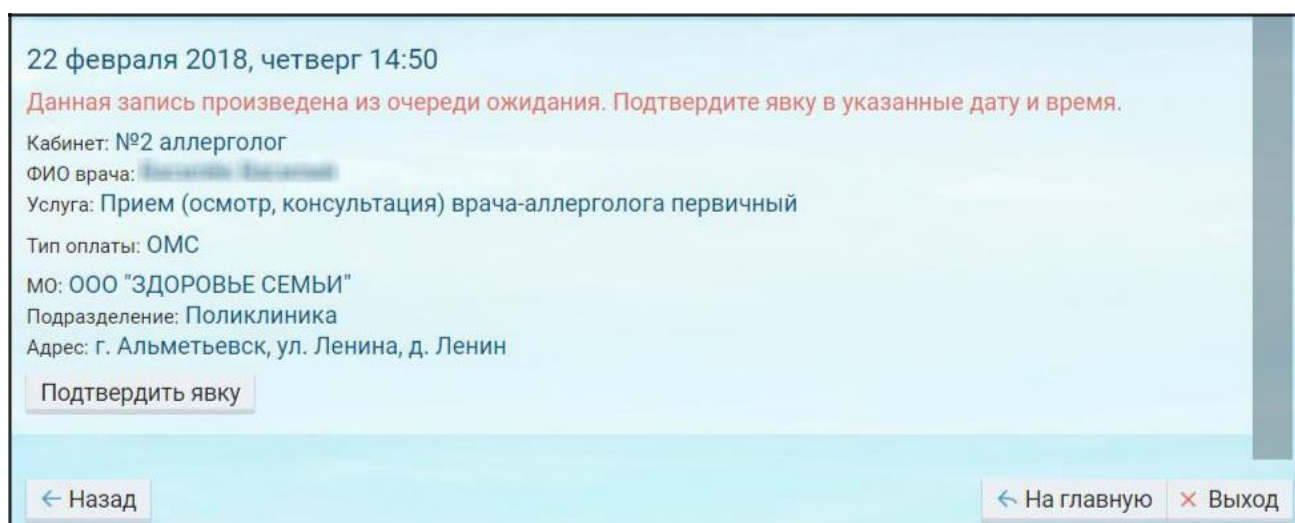 22 февраля 2018, четверг 14:50
Данная запись произведена из очереди ожидания. Подтвердите явку в указанные дату и время.
Кабинет: №2 аллерголог
ФИО врача:
Услуга: Прием (осмотр, консультация) врача-аллерголога первичный
Тип оплаты: ОМС
МО: ООО "ЗДОРОВЬЕ СЕМЬИ"
Подразделение: Поликлиника
Адрес: г. Альметьевск, ул. Ленина, д. Ленин
Подтвердить явку
Назад На главную Выход